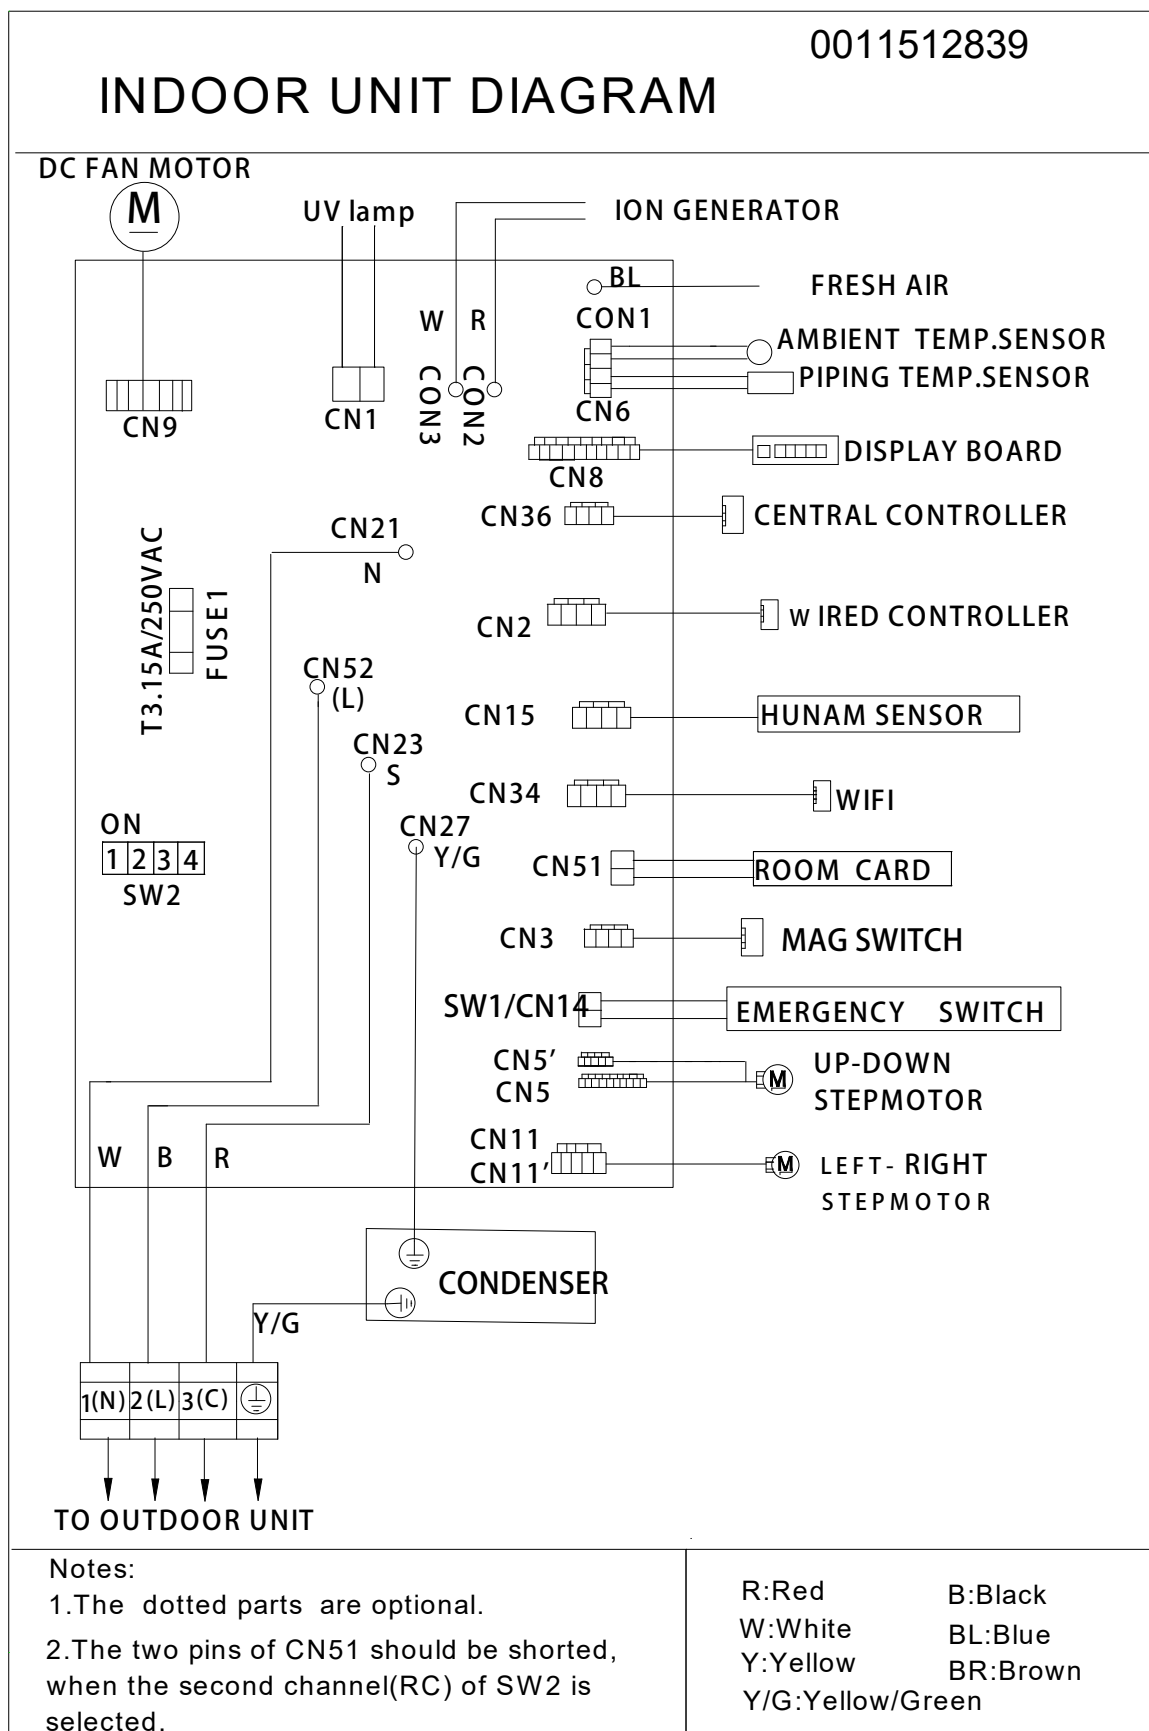 0011512839
INDOOR UNIT DIAGRAM
DC FAN MOTOR
M
UV lamp
ION GENERATOR
BL
FRESH AIR
W
R
CON1
AMBIENT TEMP.SENSOR
PIPING TEMP.SENSOR
CN9
CN1
CON3
CON2
CN6
DISPLAY BOARD
CN8
CN36
CENTRAL CONTROLLER
CN21
N
T3.15A/250VAC
FUSE1
CN2
W IRED CONTROLLER
CN52
(L)
CN15
HUNAM SENSOR
CN23
S
CN34
WIFI
ON
1 2 3 4
SW2
CN27
Y/G
CN51
ROOM CARD
CN3
MAG SWITCH
SW1/CN14
EMERGENCY SWITCH
CN5’
CN5
M
UP-DOWN
STEPMOTOR
W
B
R
CN11
CN11’
M
LEFT- RIGHT
STEPMOTOR
CONDENSER
Y/G
1(N) 2(L) 3(C)
TO OUTDOOR UNIT
Notes:
1.The dotted parts are optional.
2.The two pins of CN51 should be shorted,
when the second channel(RC) of SW2 is
selected.
R:Red
B:Black
W:White
BL:Blue
Y:Yellow
BR:Brown
Y/G:Yellow/Green